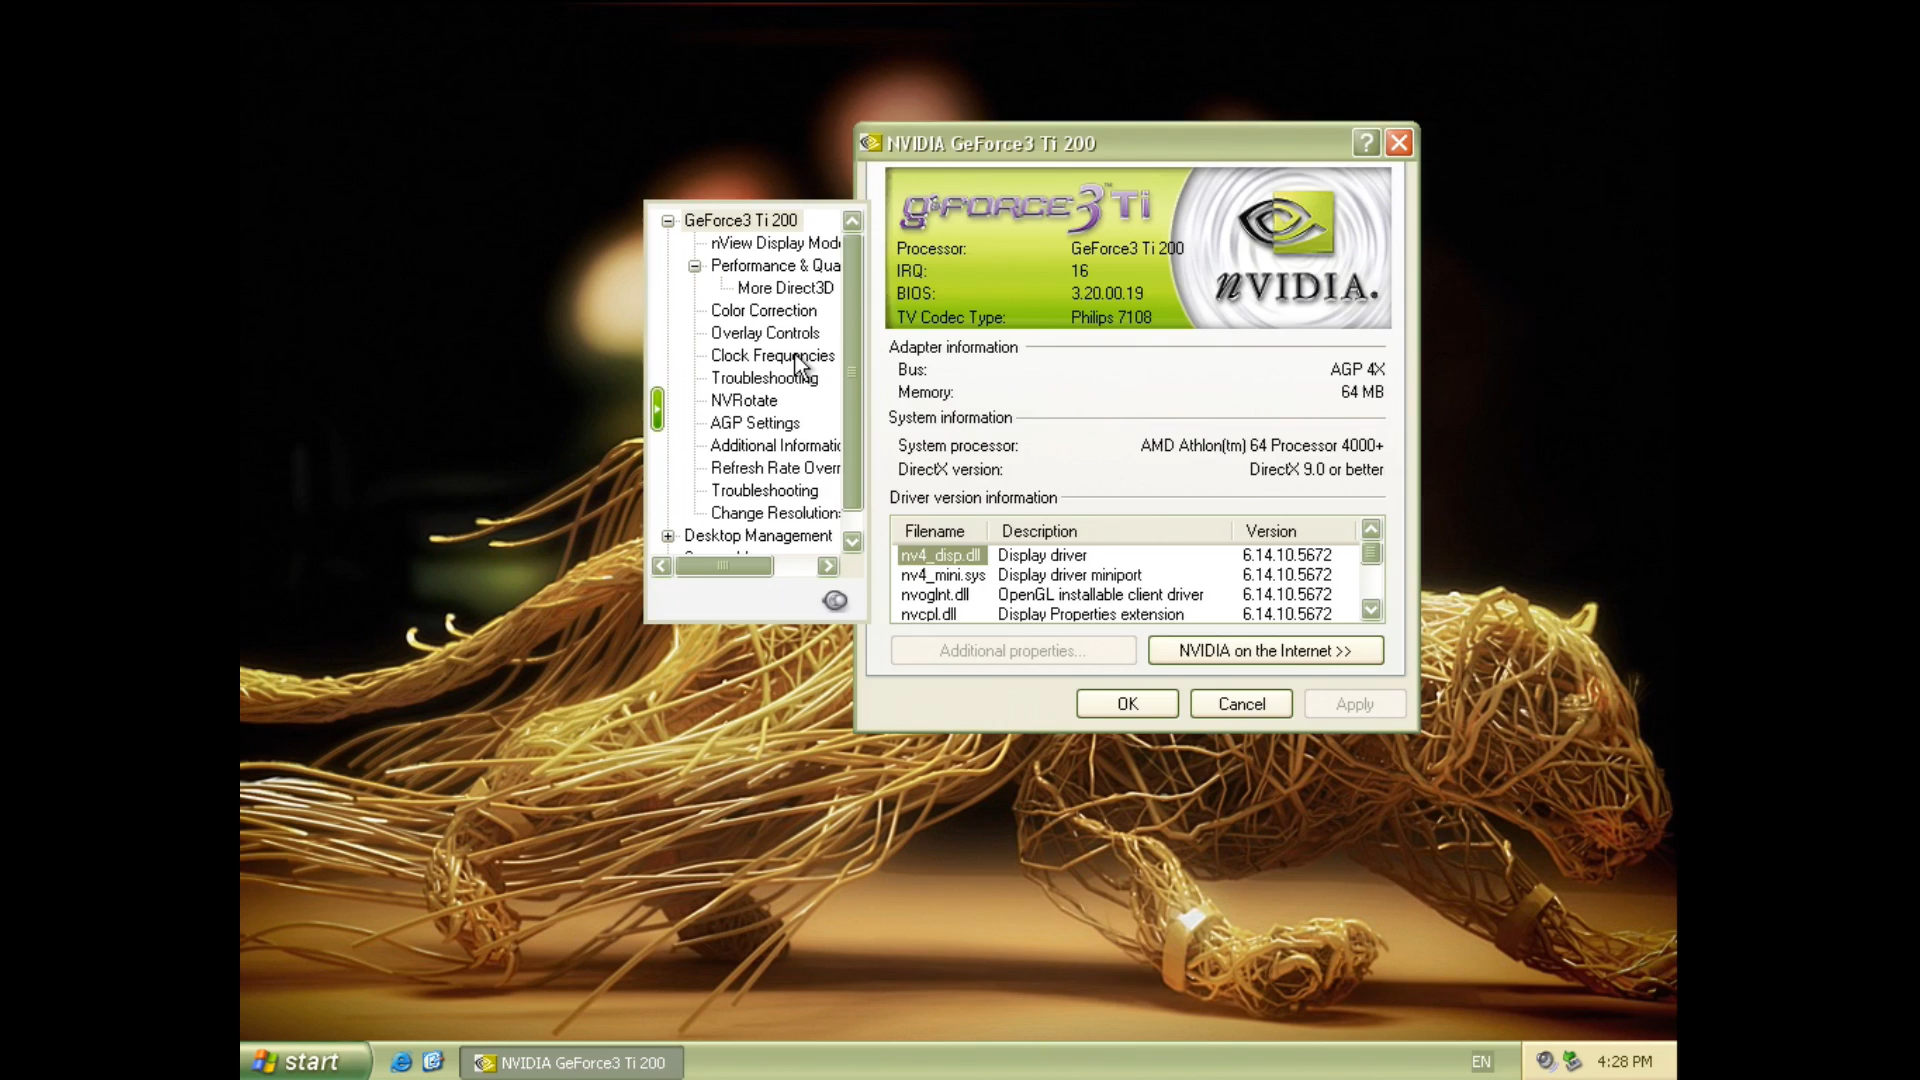 NVIDIA GeForce3 Ti 200
GeForce3 Ti 200
nView Display Mod
Performance & Qua
More Direct3D
Color Correction
Overlay Controls
Clock Frequencies
Troubleshooting
NVRotate
AGP Settings
Additional Informatio
Refresh Rate Overr
Troubleshooting
Change Resolution
Desktop Management
GeFORCE3 Ti
™
Processor: GeForce3 Ti 200
IRQ: 16
BIOS: 3.20.00.19
TV Codec Type: Philips 7108
nVIDIA.
Adapter information
Bus: AGP 4X
Memory: 64 MB
System information
System processor: AMD Athlon(tm) 64 Processor 4000+
DirectX version: DirectX 9.0 or better
Driver version information
Filename Description Version
nv4_disp.dll Display driver 6.14.10.5672
nv4_mini.sys Display driver miniport 6.14.10.5672
nvoglnt.dll OpenGL installable client driver 6.14.10.5672
nvcpl.dll Display Properties extension 6.14.10.5672
Additional properties... NVIDIA on the Internet >>
OK Cancel Apply
start NVIDIA GeForce3 Ti 200 EN 4:28 PM